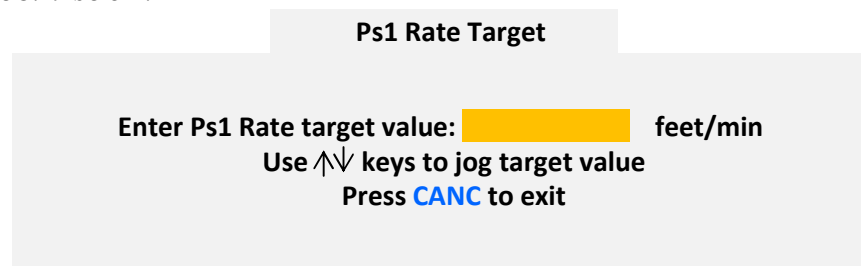 Ps1 Rate Target
Enter Ps1 Rate target value: feet/min
Use ↑↓ keys to jog target value
Press CANC to exit